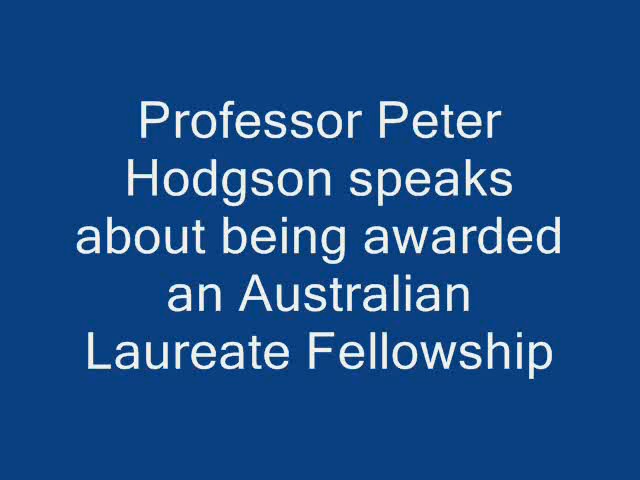 Professor Peter
Hodgson speaks
about being awarded
an Australian
Laureate Fellowship